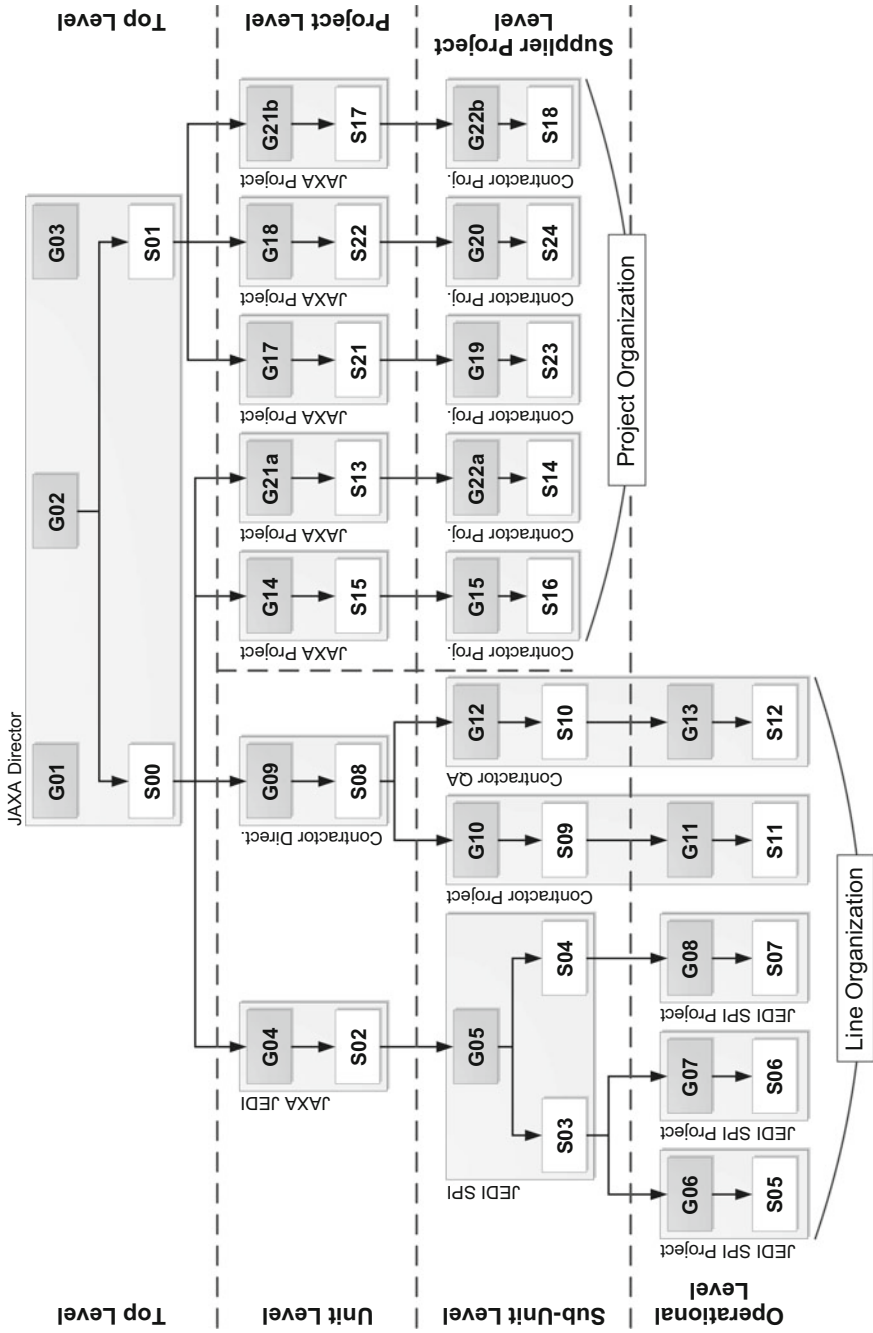 JAXA Director
Top Level
Top Level
G01
G02
G03
S00
S01
Unit Level
Project Level
JAXA JEDI
G04
S02
Contractor Direct.
G09
S08
JAXA Project
G14
S15
JAXA Project
G21a
S13
JAXA Project
G17
S21
JAXA Project
G18
S22
JAXA Project
G21b
S17
Sub-Unit Level
Supplier Project
Level
JEDI SPI
G05
S03
S04
Contractor Project
G10
S09
Contractor QA
G12
S10
Contractor Proj.
G15
S16
Contractor Proj.
G22a
S14
Contractor Proj.
G19
S23
Contractor Proj.
G20
S24
Contractor Proj.
G22b
S18
Operational
Level
JEDI SPI Project
G06
S05
JEDI SPI Project
G07
S06
JEDI SPI Project
G08
S07
G11
S11
G13
S12
Line Organization
Project Organization